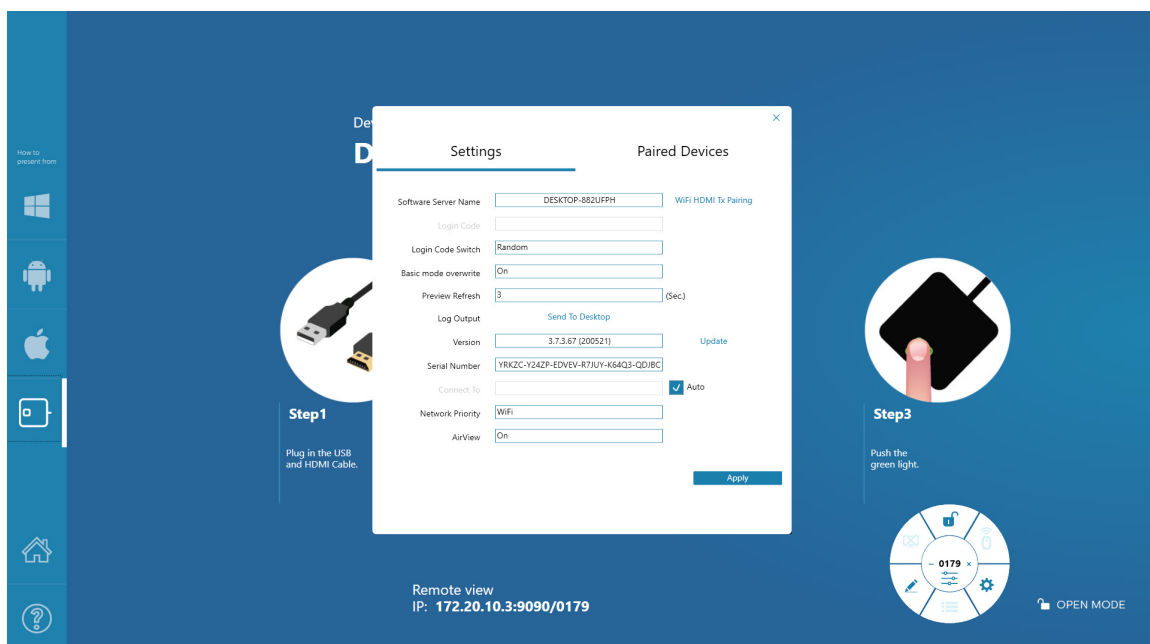 How to
present from
De
D
×
Settings
Paired Devices
Software Server Name
DESKTOP-882UFPH
WiFi HDMI Tx Pairing
Login Code
Login Code Switch
Random
Basic mode overwrite
On
Preview Refresh
3
(Sec.)
Log Output
Send To Desktop
Version
3.7.3.67 (200521)
Update
Serial Number
YRKZC-Y24ZP-EDVEV-R7JUY-K64Q3-QDJBC
Connect To
Auto
Network Priority
WiFi
AirView
On
Apply
Step1
Plug in the USB
and HDMI Cable.
Step3
Push the
green light.
– 0179 ×
Remote view
IP: 172.20.10.3:9090/0179
OPEN MODE